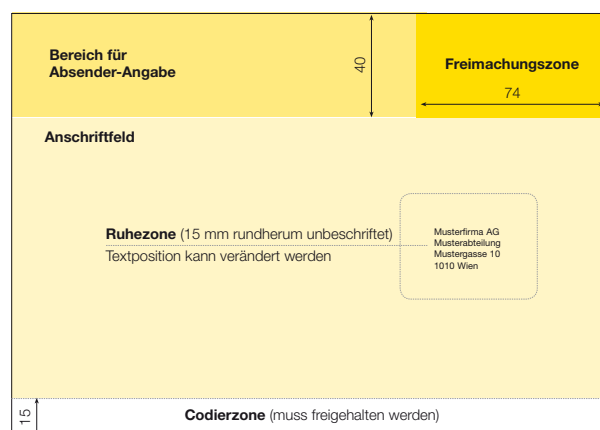 Bereich für
Absender-Angabe
40
Freimachungszone
74
Anschriftfeld
Ruhezone (15 mm rundherum unbeschriftet)
Textposition kann verändert werden
Musterfirma AG
Musterabteilung
Mustergasse 10
1010 Wien
15
Codierzone (muss freigehalten werden)